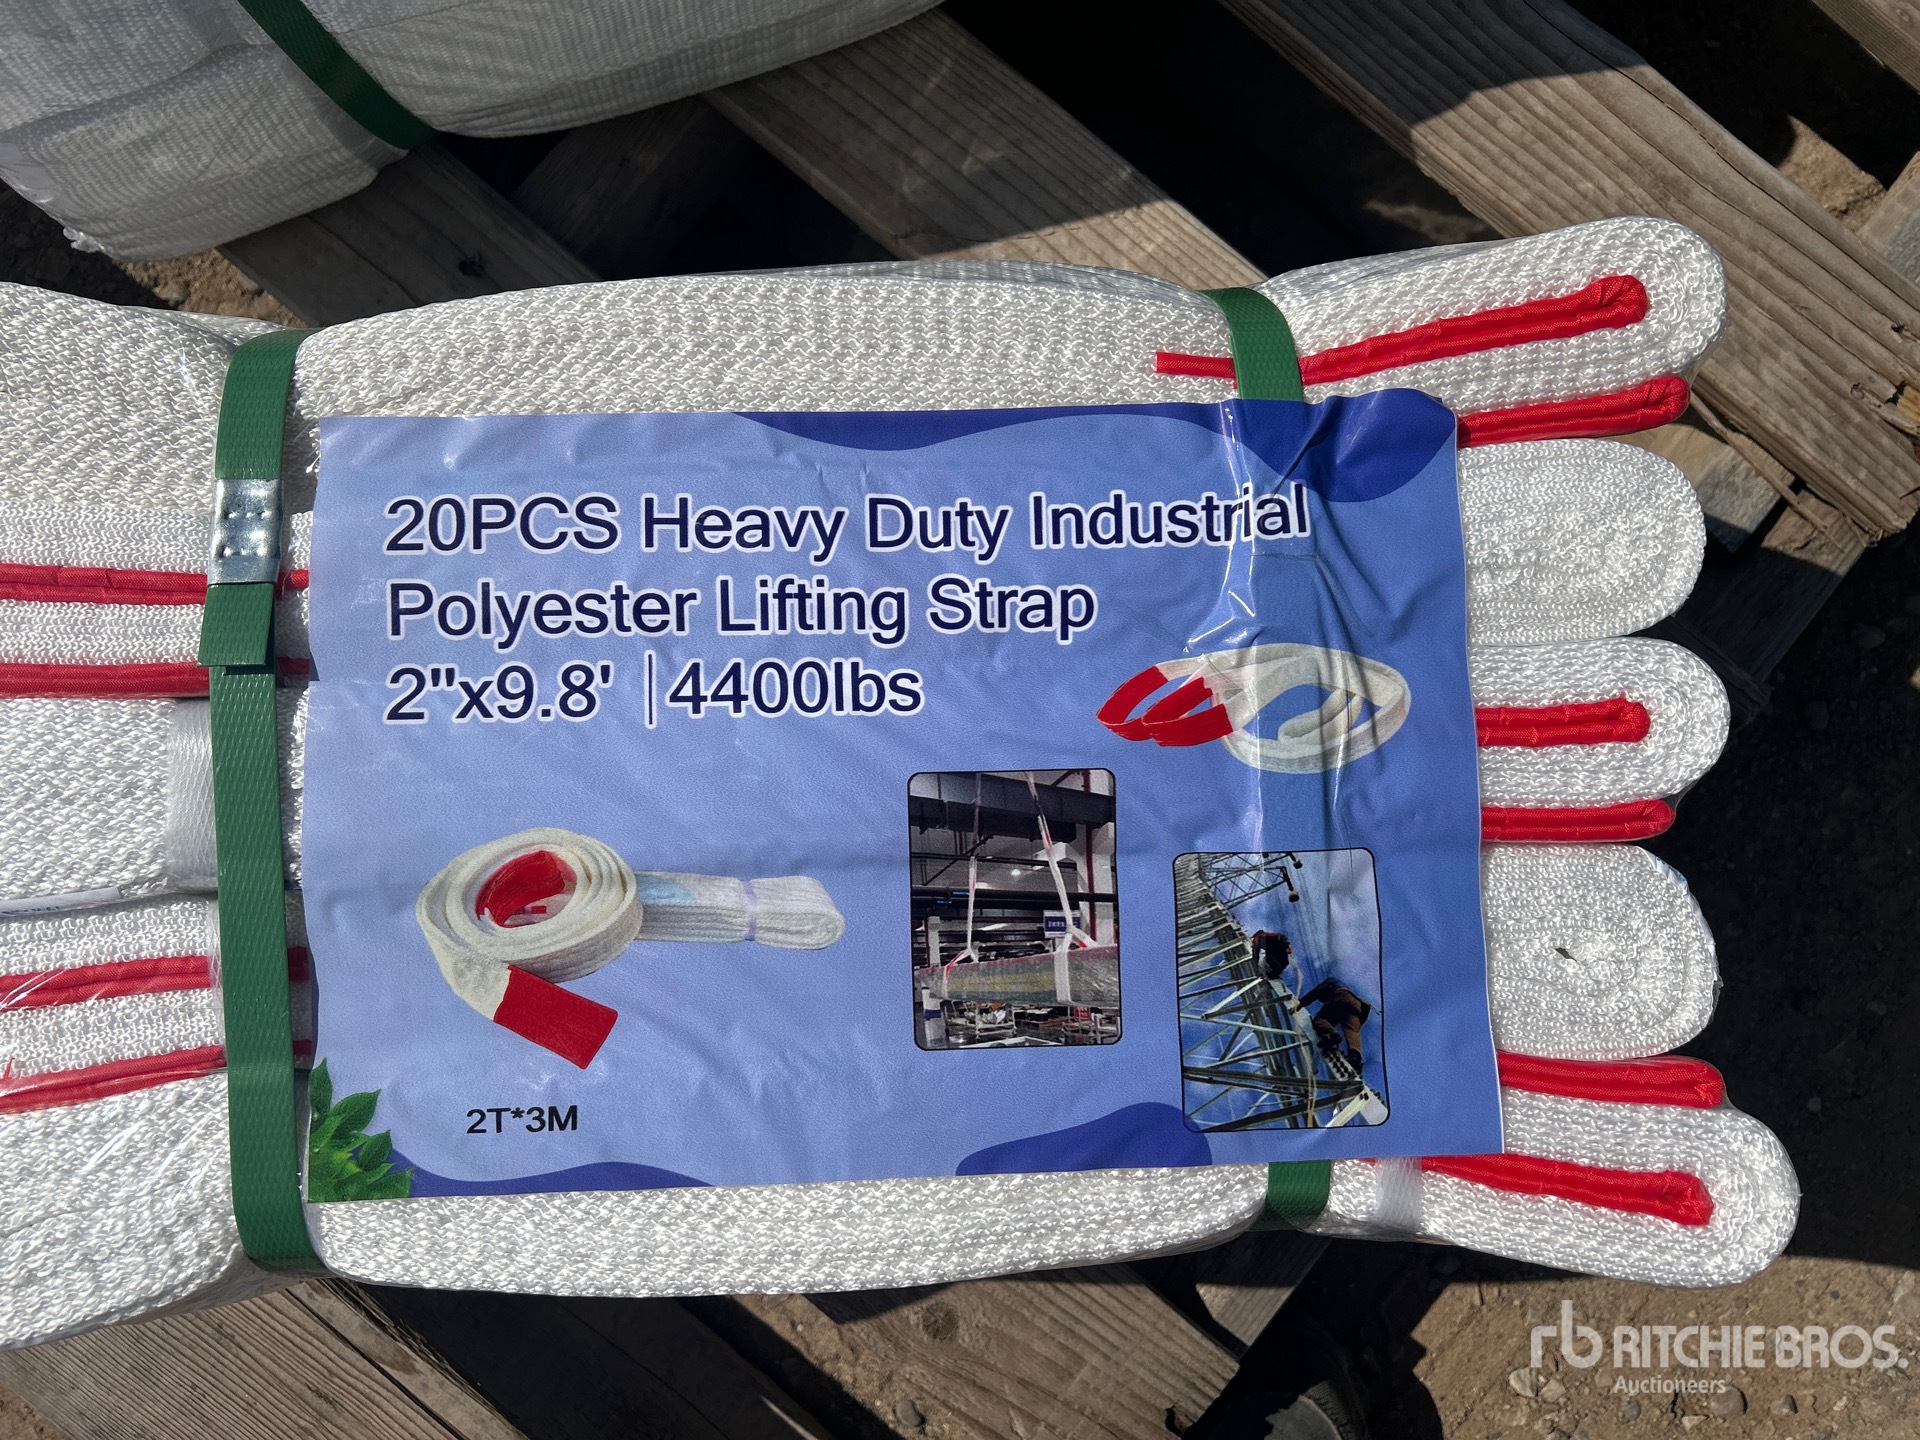 20PCS Heavy Duty Industrial
Polyester Lifting Strap
2"x9.8' | 4400lbs
2T*3M
rb RITCHIE BROS.
Auctioneers